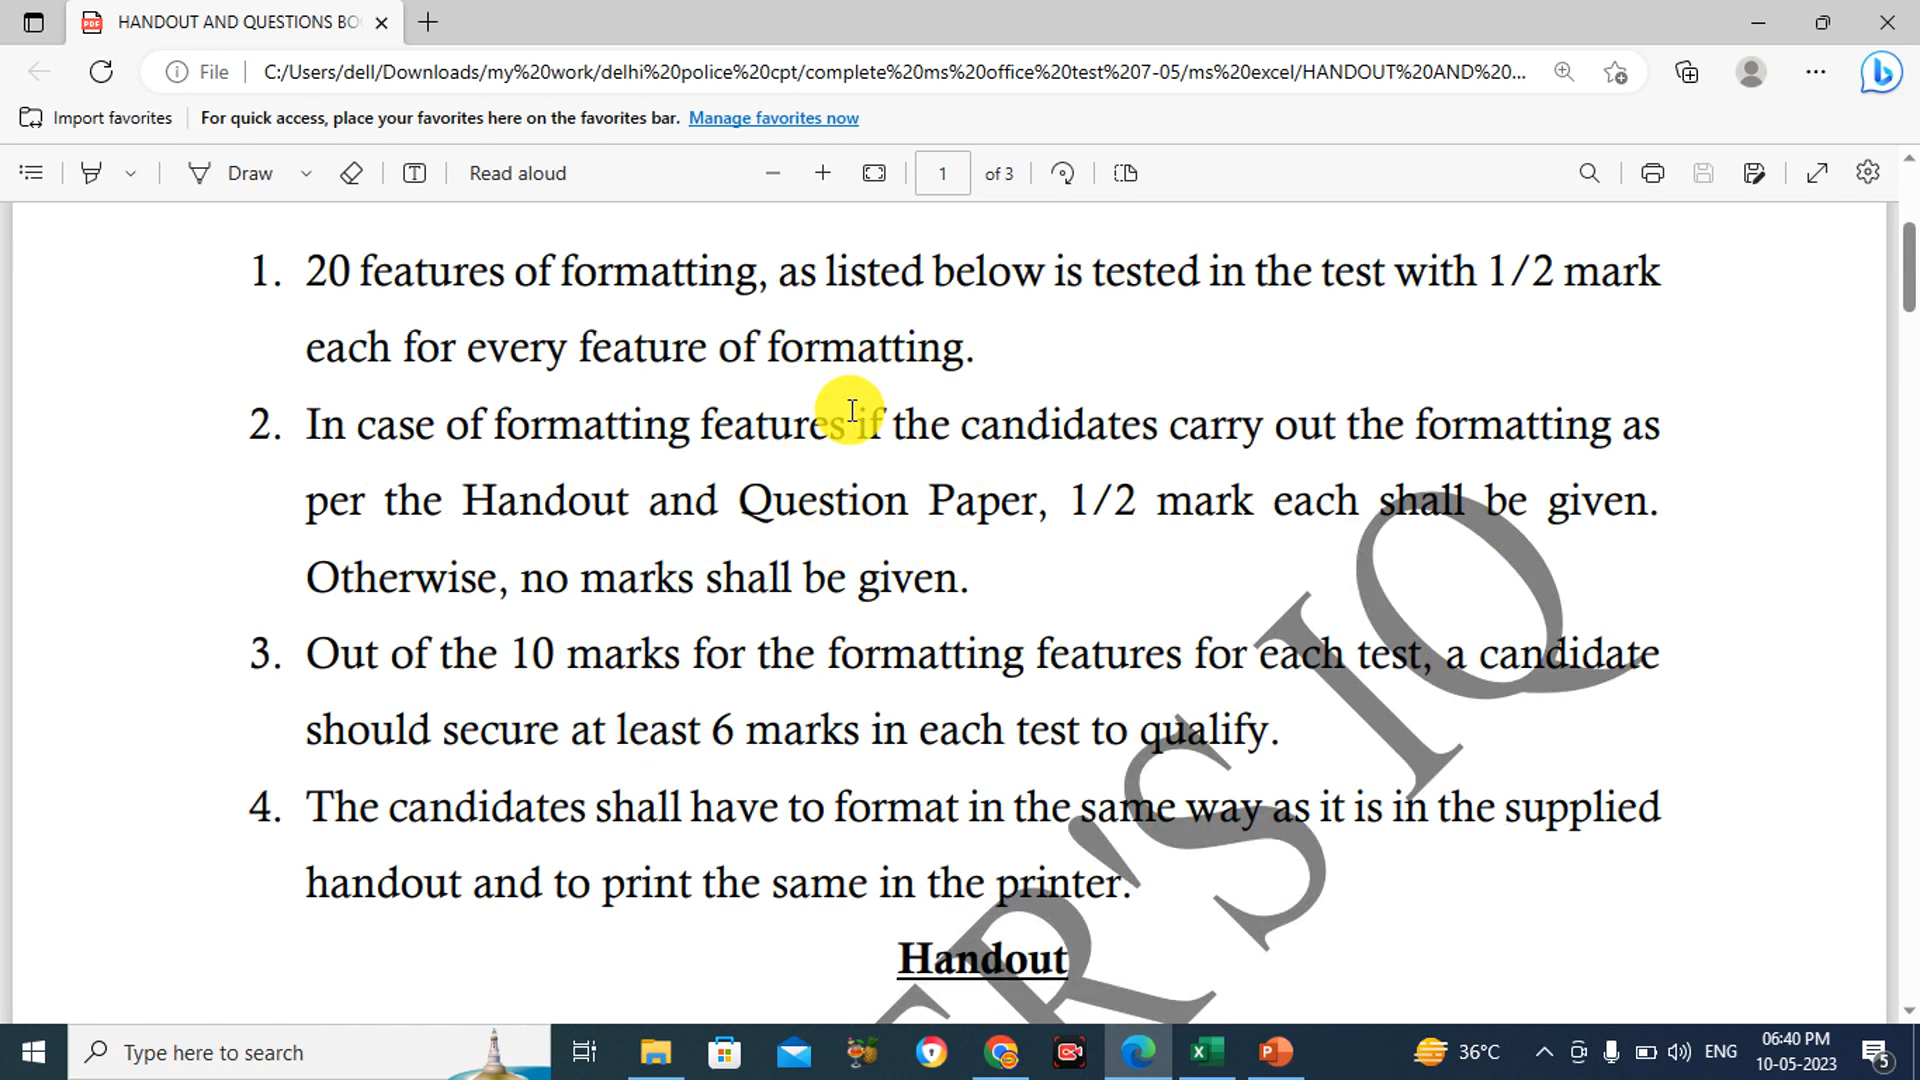 HANDOUT AND QUESTIONS BO
File
C:/Users/dell/Downloads/my%20work/delhi%20police%20cpt/complete%20ms%20office%20test%207-05/ms%20excel/HANDOUT%20AND%20...
Import favorites
For quick access, place your favorites here on the favorites bar. Manage favorites now
Draw
Read aloud
1 of 3
1. 20 features of formatting, as listed below is tested in the test with 1/2 mark
each for every feature of formatting.
2. In case of formatting features if the candidates carry out the formatting as
per the Handout and Question Paper, 1/2 mark each shall be given.
Otherwise, no marks shall be given.
3. Out of the 10 marks for the formatting features for each test, a candidate
should secure at least 6 marks in each test to qualify.
4. The candidates shall have to format in the same way as it is in the supplied
handout and to print the same in the printer.
Handout
ER'S IQ
Type here to search
36°C
ENG
06:40 PM
10-05-2023
5